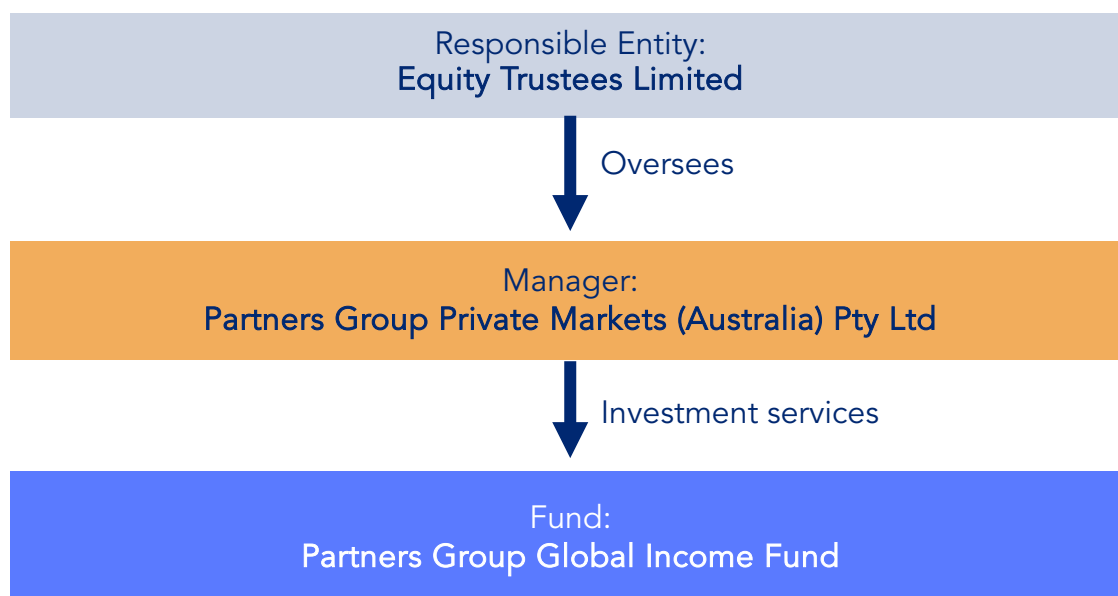 Responsible Entity:
Equity Trustees Limited
Oversees
Manager:
Partners Group Private Markets (Australia) Pty Ltd
Investment services
Fund:
Partners Group Global Income Fund